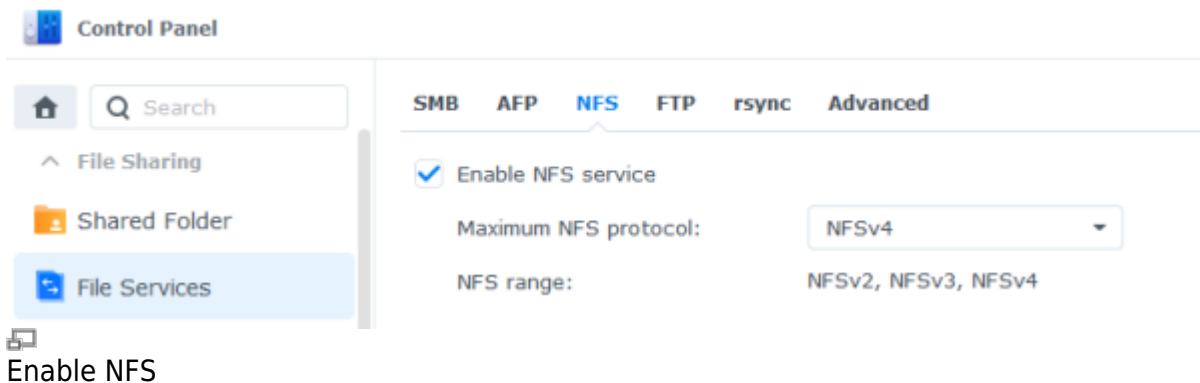 Control Panel
Search
File Sharing
Shared Folder
File Services
SMB AFP NFS FTP rsync Advanced
Enable NFS service
Maximum NFS protocol: NFSv4
NFS range: NFSv2, NFSv3, NFSv4
Enable NFS